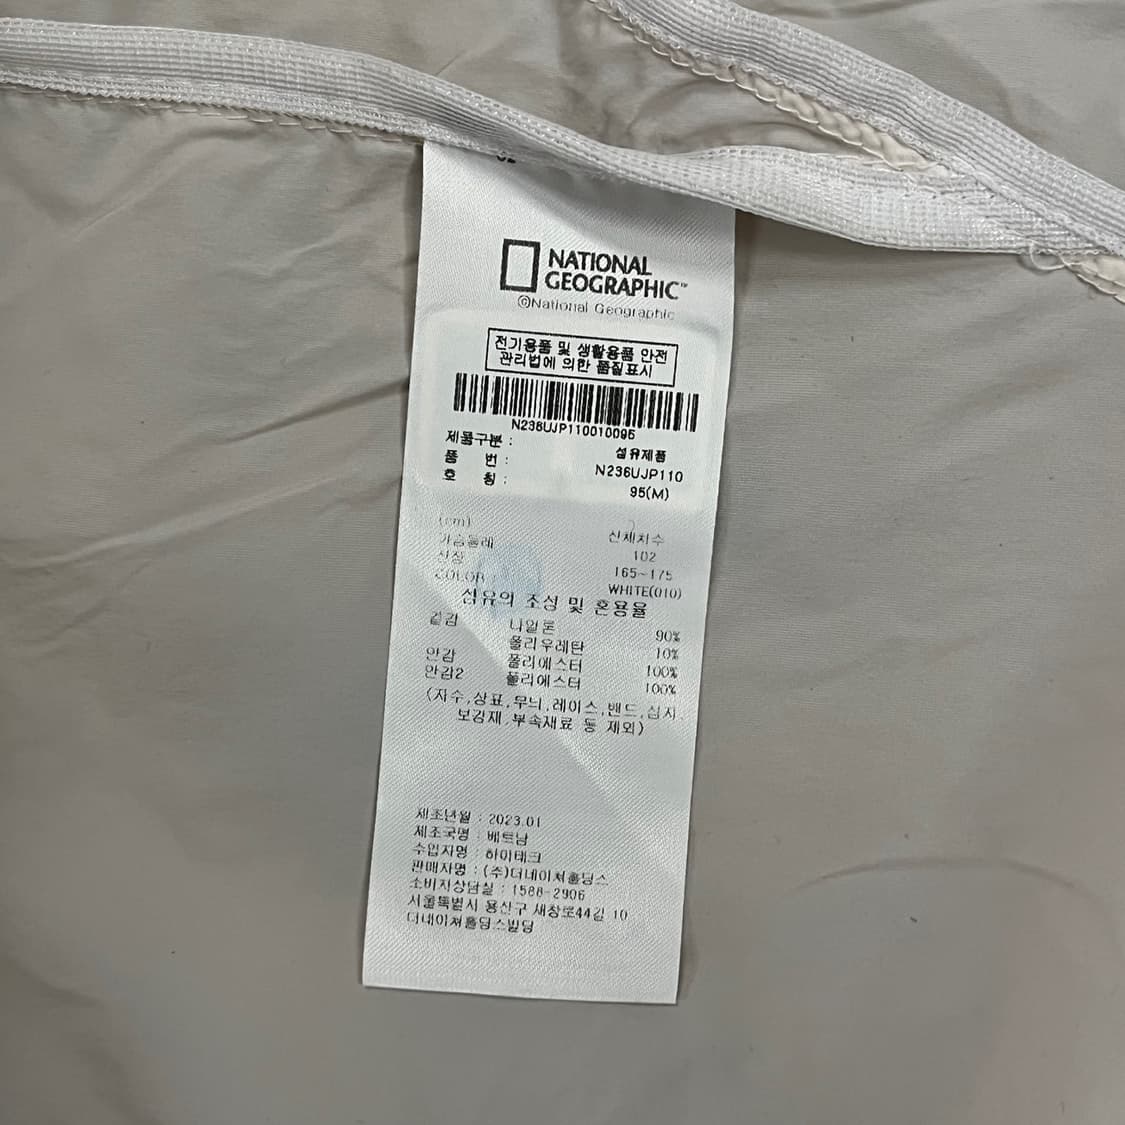 NATIONAL
GEOGRAPHIC™
©National Geographic
전기용품 및 생활용품 안전
관리법에 의한 품질표시
N236UJP110010095
제품구분 : 섬유제품
품 번 : N236UJP110
호 칭 : 95(M)
(cm) 신체치수
가슴둘레 102
신장 165~175
COLOR : WHITE(010)
섬유의 조성 및 혼용율
겉감 나일론 90%
폴리우레탄 10%
안감 폴리에스터 100%
안감2 폴리에스터 100%
(자수,상표,무늬,레이스,밴드,심지
보강재,부속재료 등 제외)
제조년월 : 2023.01
제조국명 : 베트남
수입자명 : 하이태크
판매자명 : (주)더네이쳐홀딩스
소비자상담실 : 1588-2906
서울특별시 용산구 새창로44길 10
더네이쳐홀딩스빌딩